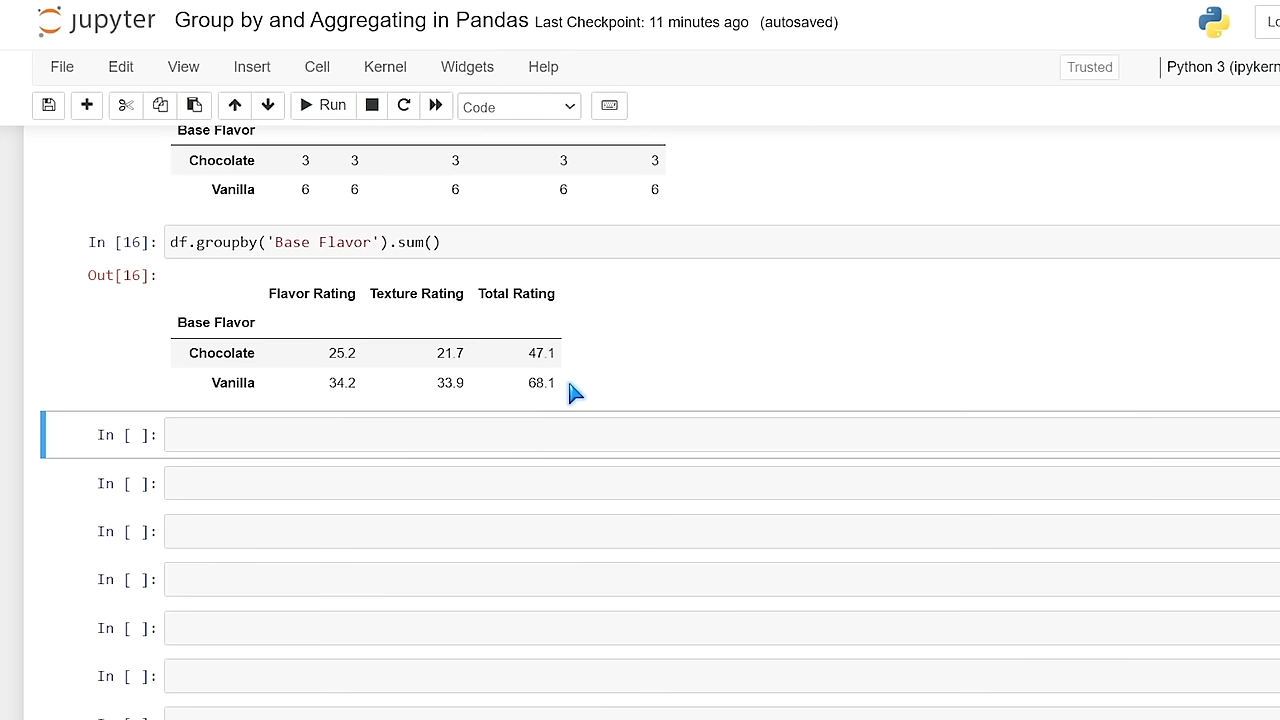 jupyter Group by and Aggregating in Pandas Last Checkpoint: 11 minutes ago (autosaved)
File Edit View Insert Cell Kernel Widgets Help Trusted Python 3 (ipykern
Run Code
Base Flavor
Chocolate 3 3 3 3 3
Vanilla 6 6 6 6 6
In [16]: df.groupby('Base Flavor').sum()
Out[16]:
Flavor Rating Texture Rating Total Rating
Base Flavor
Chocolate 25.2 21.7 47.1
Vanilla 34.2 33.9 68.1
In [ ]:
In [ ]:
In [ ]:
In [ ]:
In [ ]:
In [ ]: